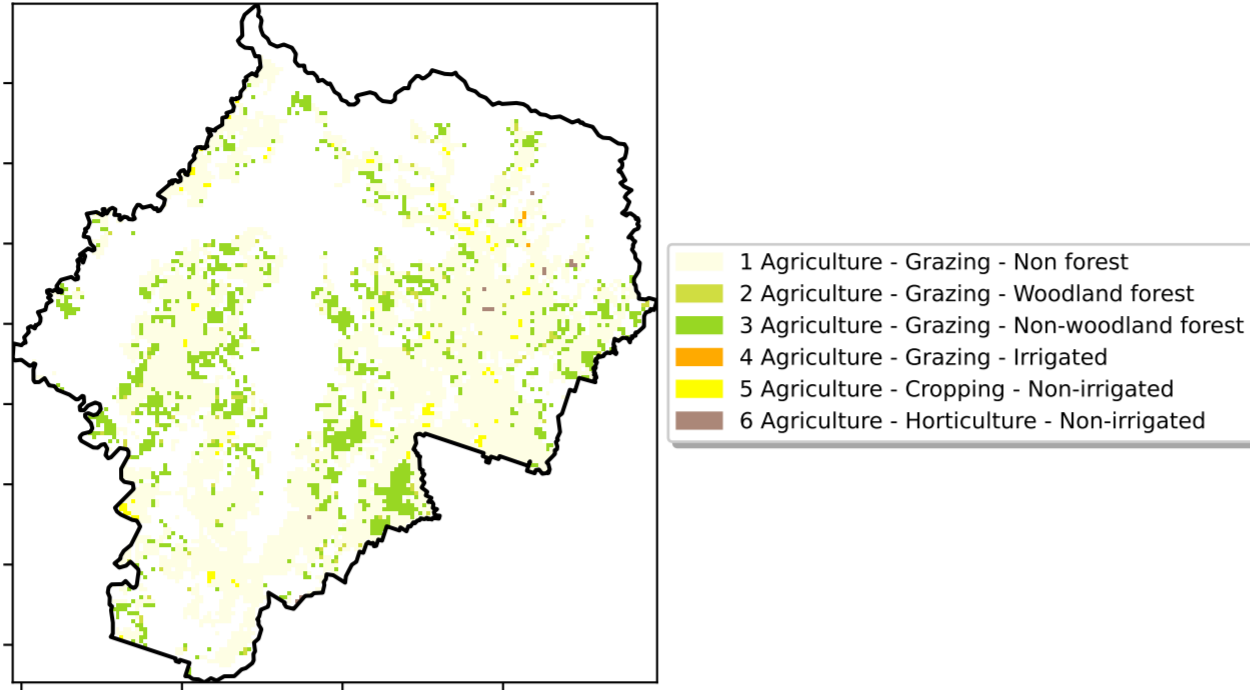 1 Agriculture - Grazing - Non forest
2 Agriculture - Grazing - Woodland forest
3 Agriculture - Grazing - Non-woodland forest
4 Agriculture - Grazing - Irrigated
5 Agriculture - Cropping - Non-irrigated
6 Agriculture - Horticulture - Non-irrigated